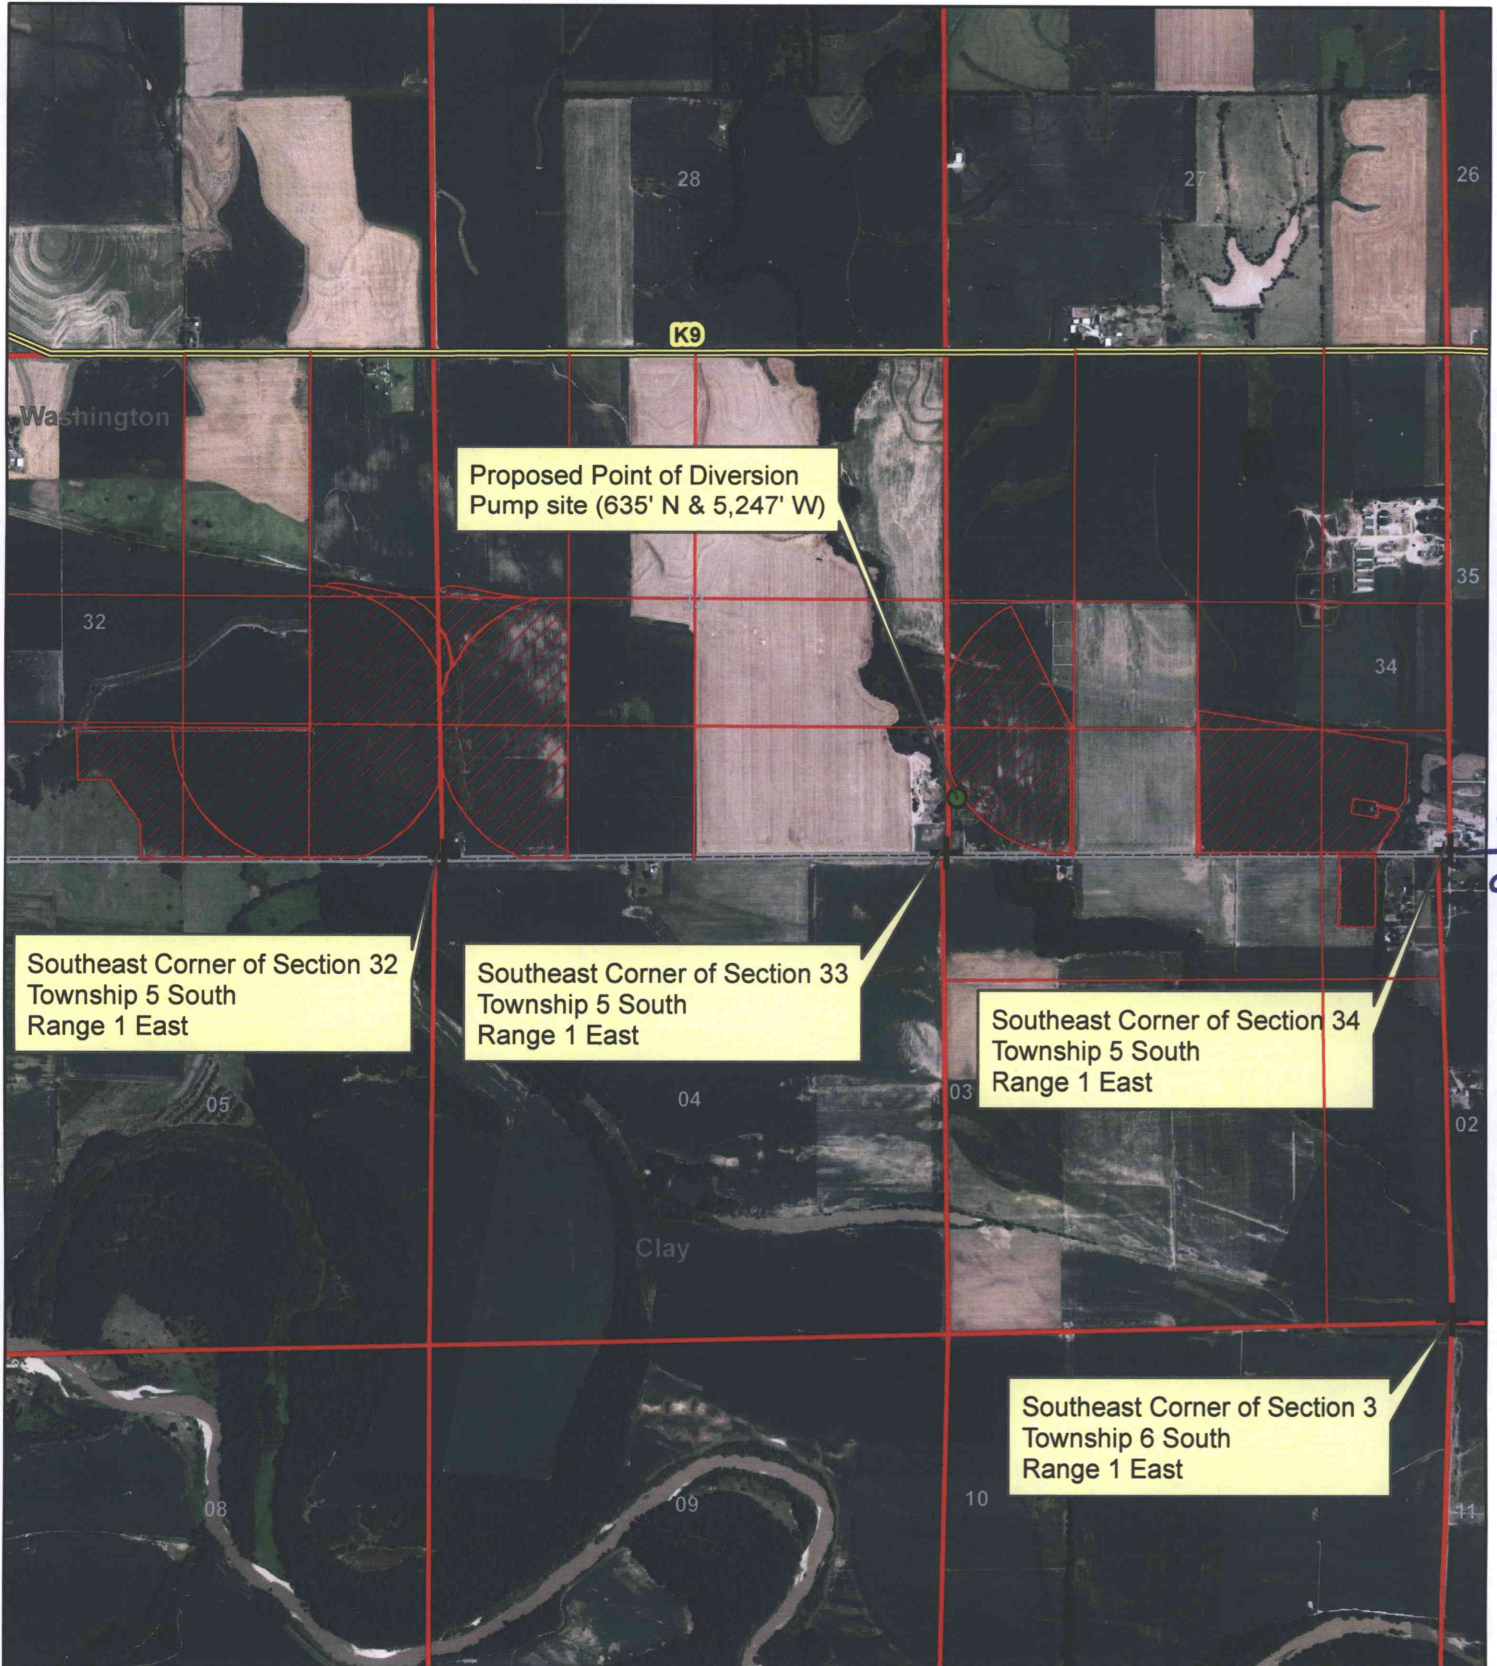 28
27
26
K9
Washington
Proposed Point of Diversion
Pump site (635' N & 5,247' W)
35
33
32
34
Southeast Corner of Section 32
Township 5 South
Range 1 East
Southeast Corner of Section 33
Township 5 South
Range 1 East
Southeast Corner of Section 34
Township 5 South
Range 1 East
05
04
03
02
Clay
Southeast Corner of Section 3
Township 6 South
Range 1 East
08
09
10
11